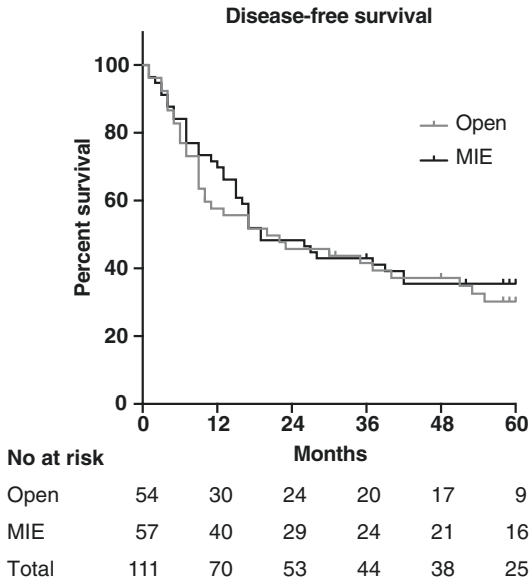 Disease-free survival
100
80
60
40
20
0
Percent survival
Open
MIE
0 12 24 36 48 60
Months
No at risk
Open 54 30 24 20 17 9
MIE 57 40 29 24 21 16
Total 111 70 53 44 38 25